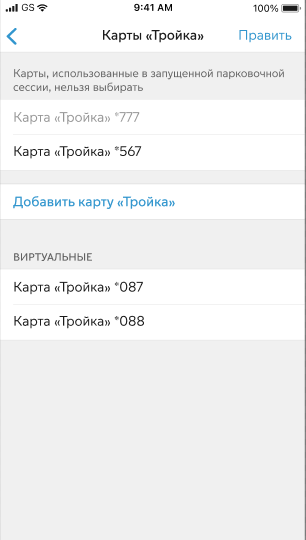 GS 9:41 AM 100%
Карты «Тройка» Править
Карты, использованные в запущенной парковочной
сессии, нельзя выбирать
Карта «Тройка» *777
Карта «Тройка» *567
Добавить карту «Тройка»
ВИРТУАЛЬНЫЕ
Карта «Тройка» *087
Карта «Тройка» *088